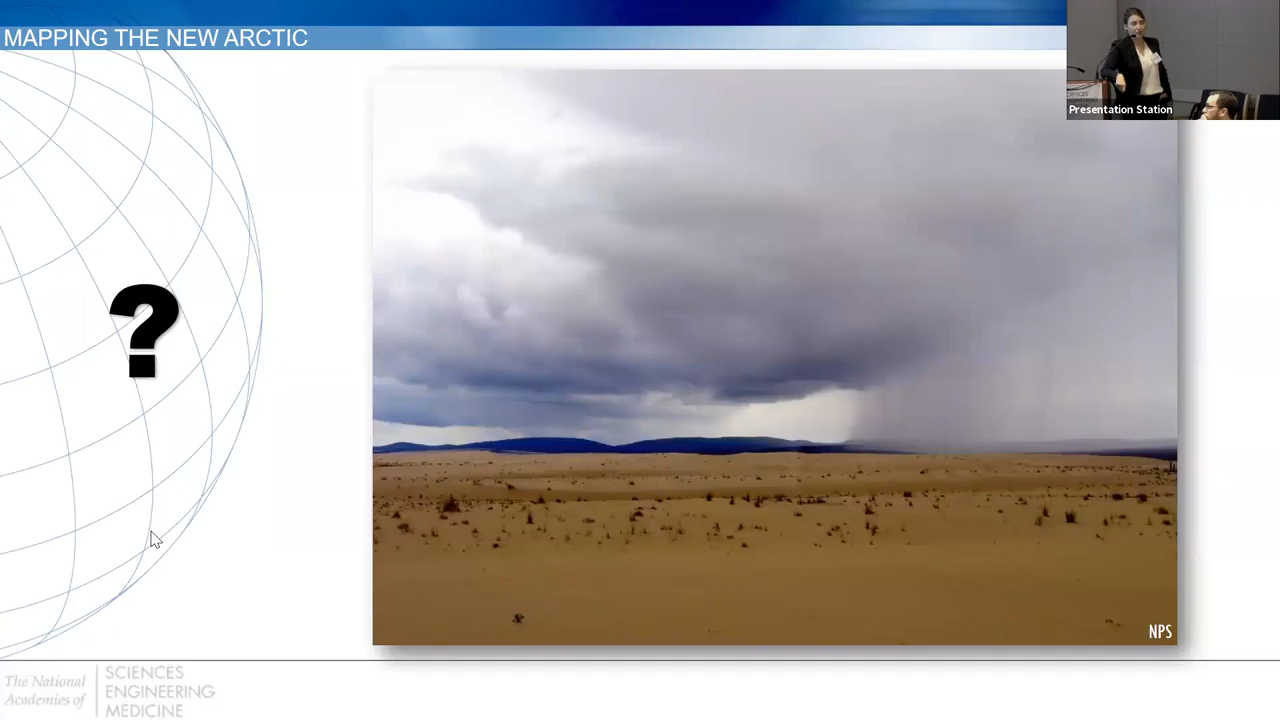 MAPPING THE NEW ARCTIC
Presentation Station
?
NPS
The National
Academies of
SCIENCES
ENGINEERING
MEDICINE